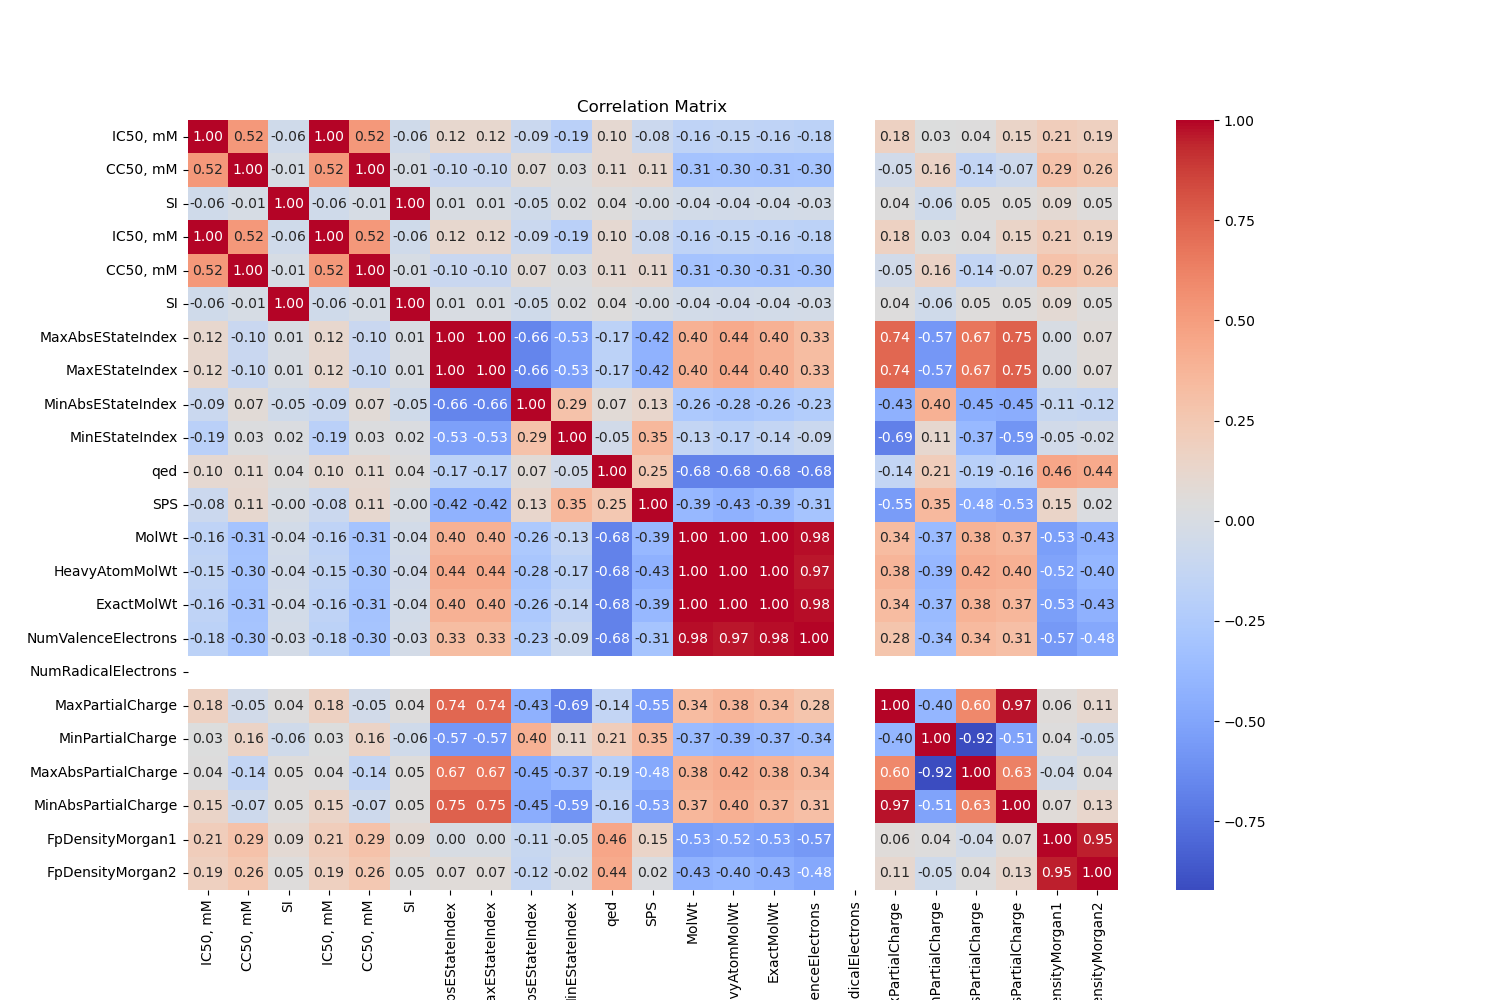 Correlation Matrix
IC50, mM 1.00 0.52 -0.06 1.00 0.52 -0.06 0.12 0.12 -0.09 -0.19 0.10 -0.08 -0.16 -0.15 -0.16 -0.18 0.18 0.03 0.04 0.15 0.21 0.19
CC50, mM 0.52 1.00 -0.01 0.52 1.00 -0.01 -0.10 -0.10 0.07 0.03 0.11 0.11 -0.31 -0.30 -0.31 -0.30 -0.05 0.16 -0.14 -0.07 0.29 0.26
SI -0.06 -0.01 1.00 -0.06 -0.01 1.00 0.01 0.01 -0.05 0.02 0.04 -0.00 -0.04 -0.04 -0.04 -0.03 0.04 -0.06 0.05 0.05 0.09 0.05
IC50, mM 1.00 0.52 -0.06 1.00 0.52 -0.06 0.12 0.12 -0.09 -0.19 0.10 -0.08 -0.16 -0.15 -0.16 -0.18 0.18 0.03 0.04 0.15 0.21 0.19
CC50, mM 0.52 1.00 -0.01 0.52 1.00 -0.01 -0.10 -0.10 0.07 0.03 0.11 0.11 -0.31 -0.30 -0.31 -0.30 -0.05 0.16 -0.14 -0.07 0.29 0.26
SI -0.06 -0.01 1.00 -0.06 -0.01 1.00 0.01 0.01 -0.05 0.02 0.04 -0.00 -0.04 -0.04 -0.04 -0.03 0.04 -0.06 0.05 0.05 0.09 0.05
MaxAbsEStateIndex 0.12 -0.10 0.01 0.12 -0.10 0.01 1.00 1.00 -0.66 -0.53 -0.17 -0.42 0.40 0.44 0.40 0.33 0.74 -0.57 0.67 0.75 0.00 0.07
MaxEStateIndex 0.12 -0.10 0.01 0.12 -0.10 0.01 1.00 1.00 -0.66 -0.53 -0.17 -0.42 0.40 0.44 0.40 0.33 0.74 -0.57 0.67 0.75 0.00 0.07
MinAbsEStateIndex -0.09 0.07 -0.05 -0.09 0.07 -0.05 -0.66 -0.66 1.00 0.29 0.07 0.13 -0.26 -0.28 -0.26 -0.23 -0.43 0.40 -0.45 -0.45 -0.11 -0.12
MinEStateIndex -0.19 0.03 0.02 -0.19 0.03 0.02 -0.53 -0.53 0.29 1.00 -0.05 0.35 -0.13 -0.17 -0.14 -0.09 -0.69 0.11 -0.37 -0.59 -0.05 -0.02
qed 0.10 0.11 0.04 0.10 0.11 0.04 -0.17 -0.17 0.07 -0.05 1.00 0.25 -0.68 -0.68 -0.68 -0.68 -0.14 0.21 -0.19 -0.16 0.46 0.44
SPS -0.08 0.11 -0.00 -0.08 0.11 -0.00 -0.42 -0.42 0.13 0.35 0.25 1.00 -0.39 -0.43 -0.39 -0.31 -0.55 0.35 -0.48 -0.53 0.15 0.02
MolWt -0.16 -0.31 -0.04 -0.16 -0.31 -0.04 0.40 0.40 -0.26 -0.13 -0.68 -0.39 1.00 1.00 1.00 0.98 0.34 -0.37 0.38 0.37 -0.53 -0.43
HeavyAtomMolWt -0.15 -0.30 -0.04 -0.15 -0.30 -0.04 0.44 0.44 -0.28 -0.17 -0.68 -0.43 1.00 1.00 1.00 0.97 0.38 -0.39 0.42 0.40 -0.52 -0.40
ExactMolWt -0.16 -0.31 -0.04 -0.16 -0.31 -0.04 0.40 0.40 -0.26 -0.14 -0.68 -0.39 1.00 1.00 1.00 0.98 0.34 -0.37 0.38 0.37 -0.53 -0.43
NumValenceElectrons -0.18 -0.30 -0.03 -0.18 -0.30 -0.03 0.33 0.33 -0.23 -0.09 -0.68 -0.31 0.98 0.97 0.98 1.00 0.28 -0.34 0.34 0.31 -0.57 -0.48
NumRadicalElectrons
MaxPartialCharge 0.18 -0.05 0.04 0.18 -0.05 0.04 0.74 0.74 -0.43 -0.69 -0.14 -0.55 0.34 0.38 0.34 0.28 1.00 -0.40 0.60 0.97 0.06 0.11
MinPartialCharge 0.03 0.16 -0.06 0.03 0.16 -0.06 -0.57 -0.57 0.40 0.11 0.21 0.35 -0.37 -0.39 -0.37 -0.34 -0.40 1.00 -0.92 -0.51 0.04 -0.05
MaxAbsPartialCharge 0.04 -0.14 0.05 0.04 -0.14 0.05 0.67 0.67 -0.45 -0.37 -0.19 -0.48 0.38 0.42 0.38 0.34 0.60 -0.92 1.00 0.63 -0.04 0.04
MinAbsPartialCharge 0.15 -0.07 0.05 0.15 -0.07 0.05 0.75 0.75 -0.45 -0.59 -0.16 -0.53 0.37 0.40 0.37 0.31 0.97 -0.51 0.63 1.00 0.07 0.13
FpDensityMorgan1 0.21 0.29 0.09 0.21 0.29 0.09 0.00 0.00 -0.11 -0.05 0.46 0.15 -0.53 -0.52 -0.53 -0.57 0.06 0.04 -0.04 0.07 1.00 0.95
FpDensityMorgan2 0.19 0.26 0.05 0.19 0.26 0.05 0.07 0.07 -0.12 -0.02 0.44 0.02 -0.43 -0.40 -0.43 -0.48 0.11 -0.05 0.04 0.13 0.95 1.00
IC50, mM
CC50, mM
SI
IC50, mM
CC50, mM
SI
bsEStateIndex
axEStateIndex
bsEStateIndex
inEStateIndex
qed
SPS
MolWt
vyAtomMolWt
ExactMolWt
enceElectrons
dicalElectrons
xPartialCharge
nPartialCharge
sPartialCharge
sPartialCharge
ensityMorgan1
ensityMorgan2
1.00
0.75
0.50
0.25
0.00
−0.25
−0.50
−0.75